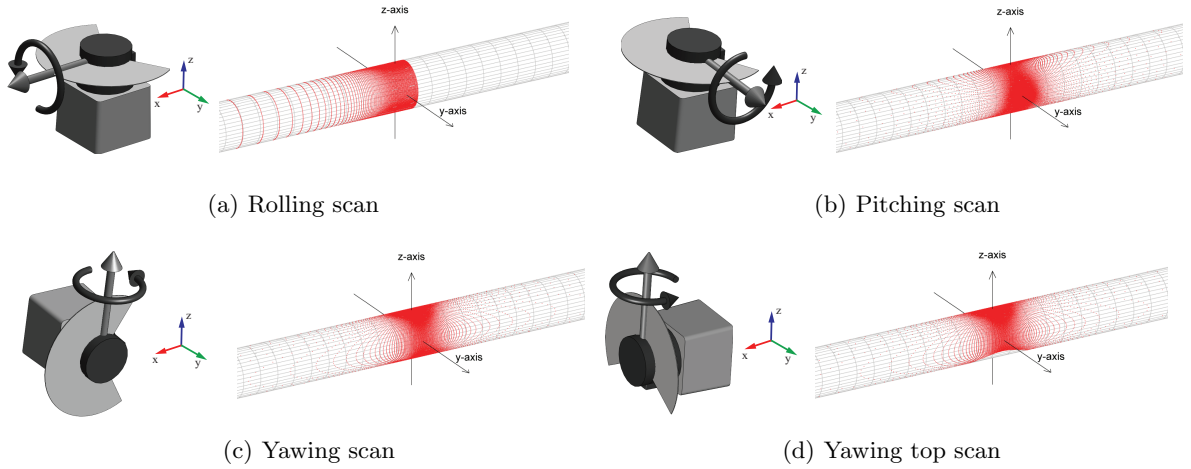 z-axis
y-axis
z
x
y
(a) Rolling scan
z-axis
y-axis
z
x
y
(b) Pitching scan
z-axis
y-axis
z
x
y
(c) Yawing scan
z-axis
y-axis
z
x
y
(d) Yawing top scan